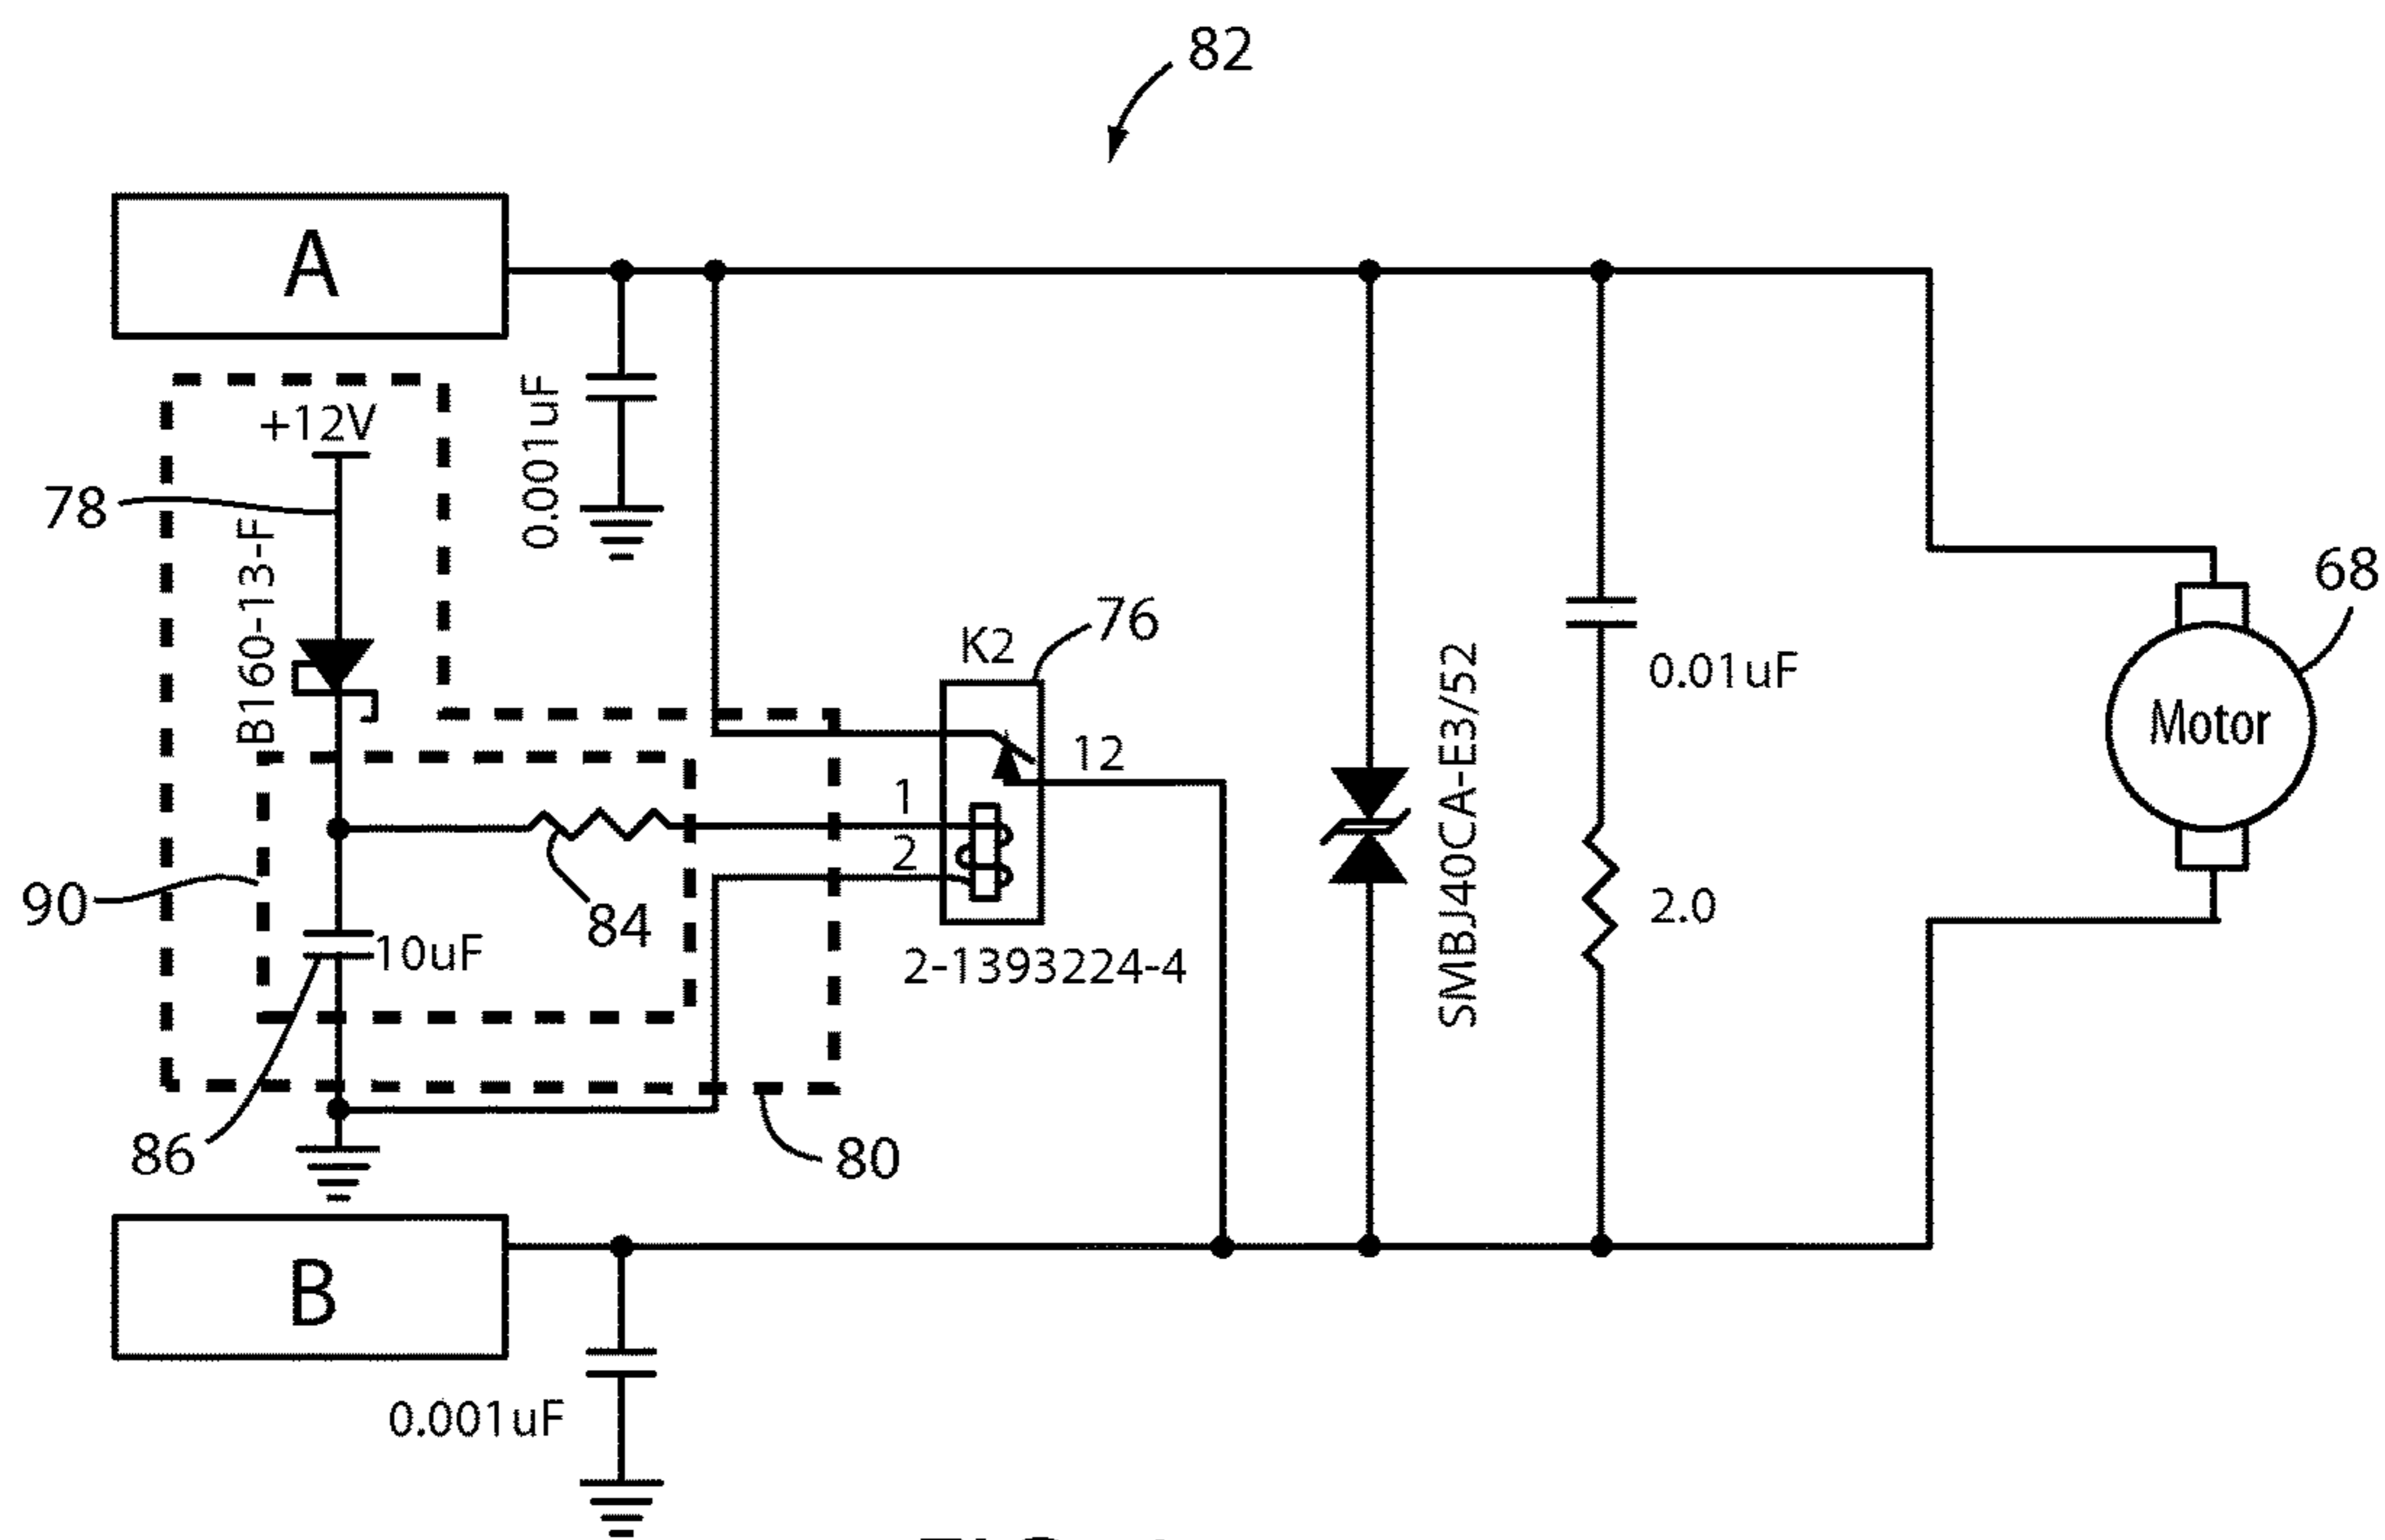 82
A
+12V
0.001uF
78
B160-13-F
K2
76
68
12
0.01uF
Motor
1
SMBJ40CA-E3/52
2
90
84
2.0
10uF
2-1393224-4
86
80
B
0.001uF